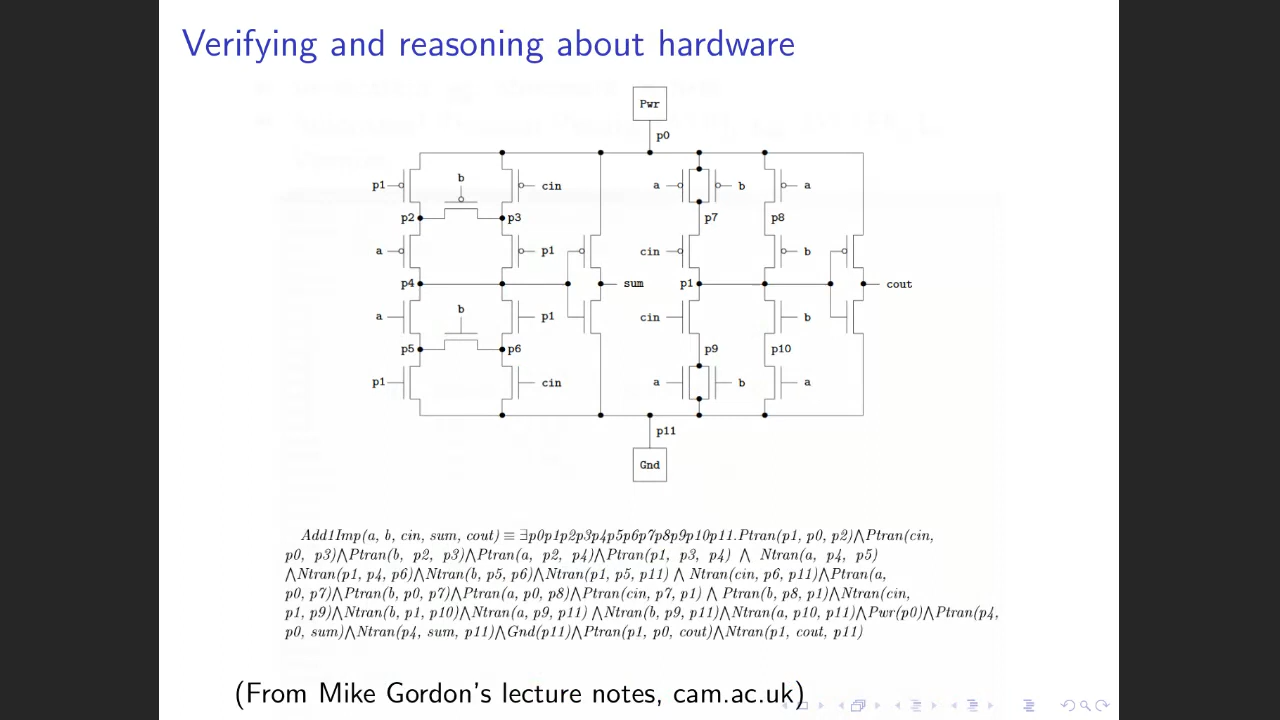 Verifying and reasoning about hardware
Pwr
p0
p1 b cin a b a
p2 p3 p7 p8
a p1 cin b
p4 sum p1 cout
a b p1 cin b
p5 p6 p9 p10
p1 cin a b a
p11
Gnd
Add1Imp(a, b, cin, sum, cout) ≡ ∃p0p1p2p3p4p5p6p7p8p9p10p11.Ptran(p1, p0, p2)⋀Ptran(cin,
p0, p3)⋀Ptran(b, p2, p3)⋀Ptran(a, p2, p4)⋀Ptran(p1, p3, p4) ⋀ Ntran(a, p4, p5)
⋀Ntran(p1, p4, p6)⋀Ntran(b, p5, p6)⋀Ntran(p1, p5, p11) ⋀ Ntran(cin, p6, p11)⋀Ptran(a,
p0, p7)⋀Ptran(b, p0, p7)⋀Ptran(a, p0, p8)⋀Ptran(cin, p7, p1) ⋀ Ptran(b, p8, p1)⋀Ntran(cin,
p1, p9)⋀Ntran(b, p1, p10)⋀Ntran(a, p9, p11) ⋀Ntran(b, p9, p11)⋀Ntran(a, p10, p11)⋀Pwr(p0)⋀Ptran(p4,
p0, sum)⋀Ntran(p4, sum, p11)⋀Gnd(p11)⋀Ptran(p1, p0, cout)⋀Ntran(p1, cout, p11)
(From Mike Gordon's lecture notes, cam.ac.uk)